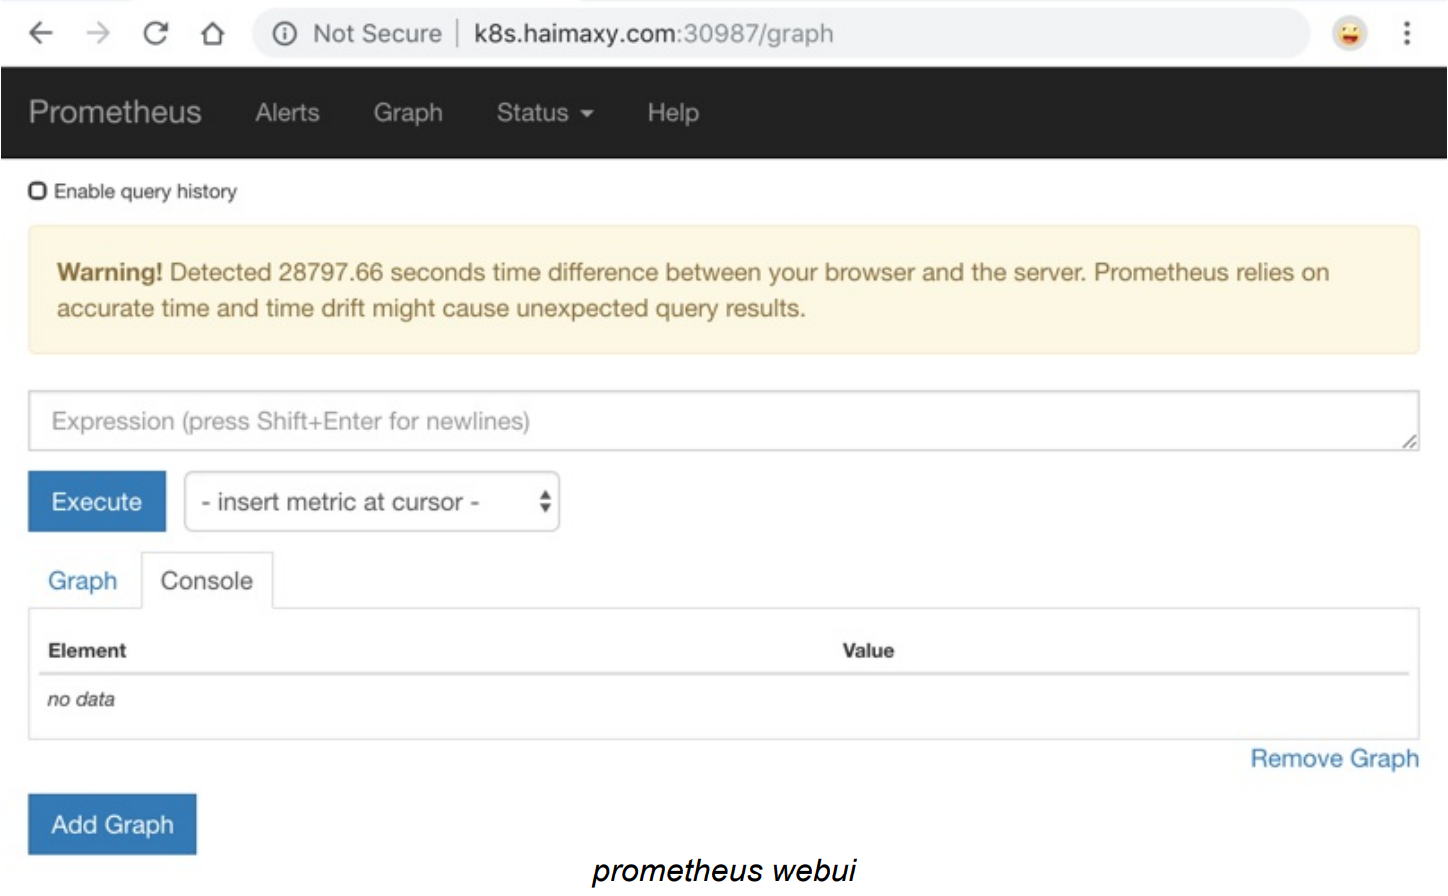 Not Secure | k8s.haimaxy.com:30987/graph
Prometheus Alerts Graph Status Help
Enable query history
Warning! Detected 28797.66 seconds time difference between your browser and the server. Prometheus relies on
accurate time and time drift might cause unexpected query results.
Expression (press Shift+Enter for newlines)
Execute - insert metric at cursor -
Graph Console
Element Value
no data
Remove Graph
Add Graph
prometheus webui